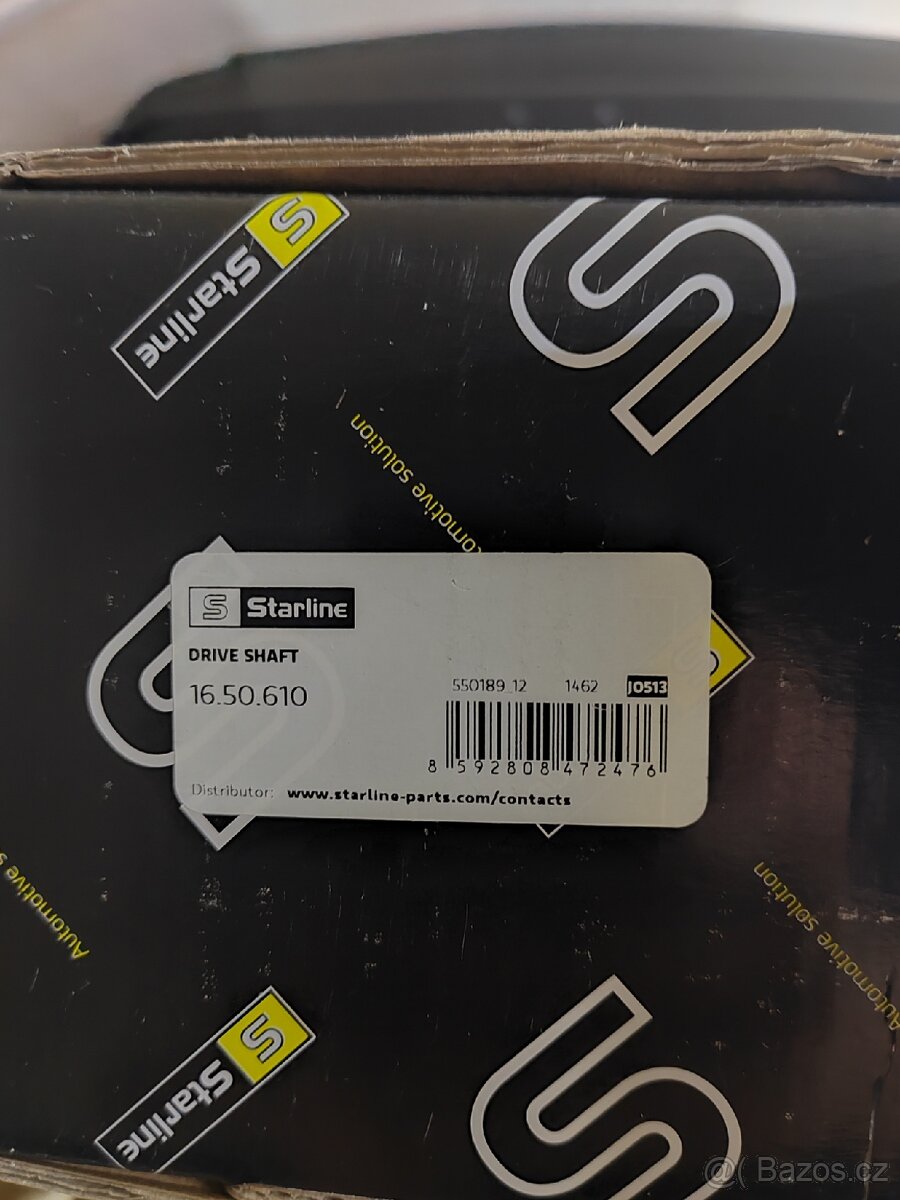 Starline
Automotive solution
Starline
DRIVE SHAFT
16.50.610
550189_12 1462 J0513
8 592808 472476
Distributor: www.starline-parts.com/contacts
Automotive s
Automotive solution
Starline
@( Bazos.cz